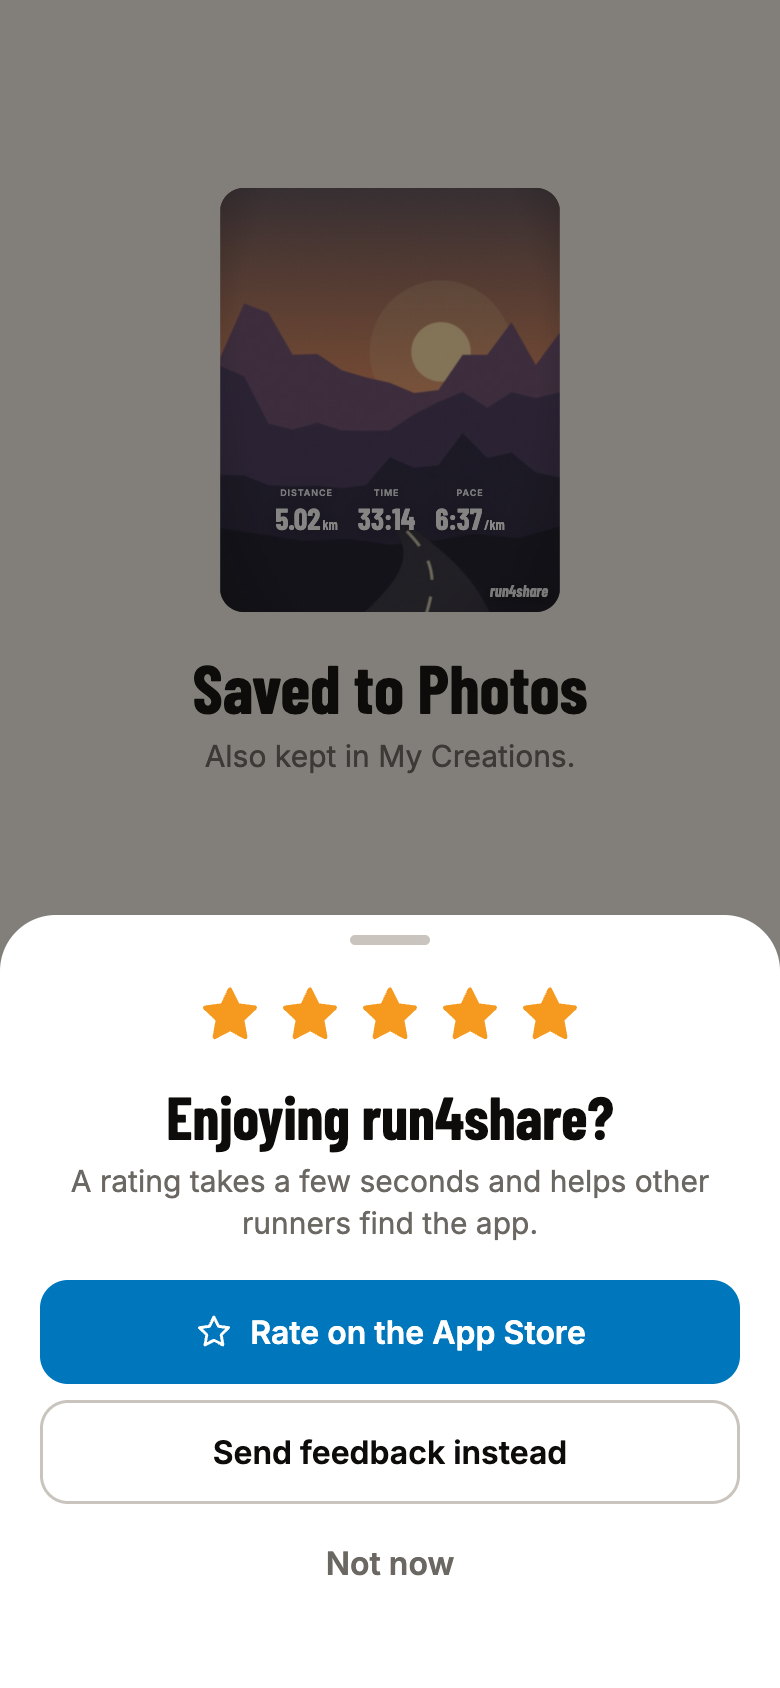 DISTANCE TIME PACE
5.02 km 33:14 6:37 /km
run4share
Saved to Photos
Also kept in My Creations.
Enjoying run4share?
A rating takes a few seconds and helps other
runners find the app.
Rate on the App Store
Send feedback instead
Not now